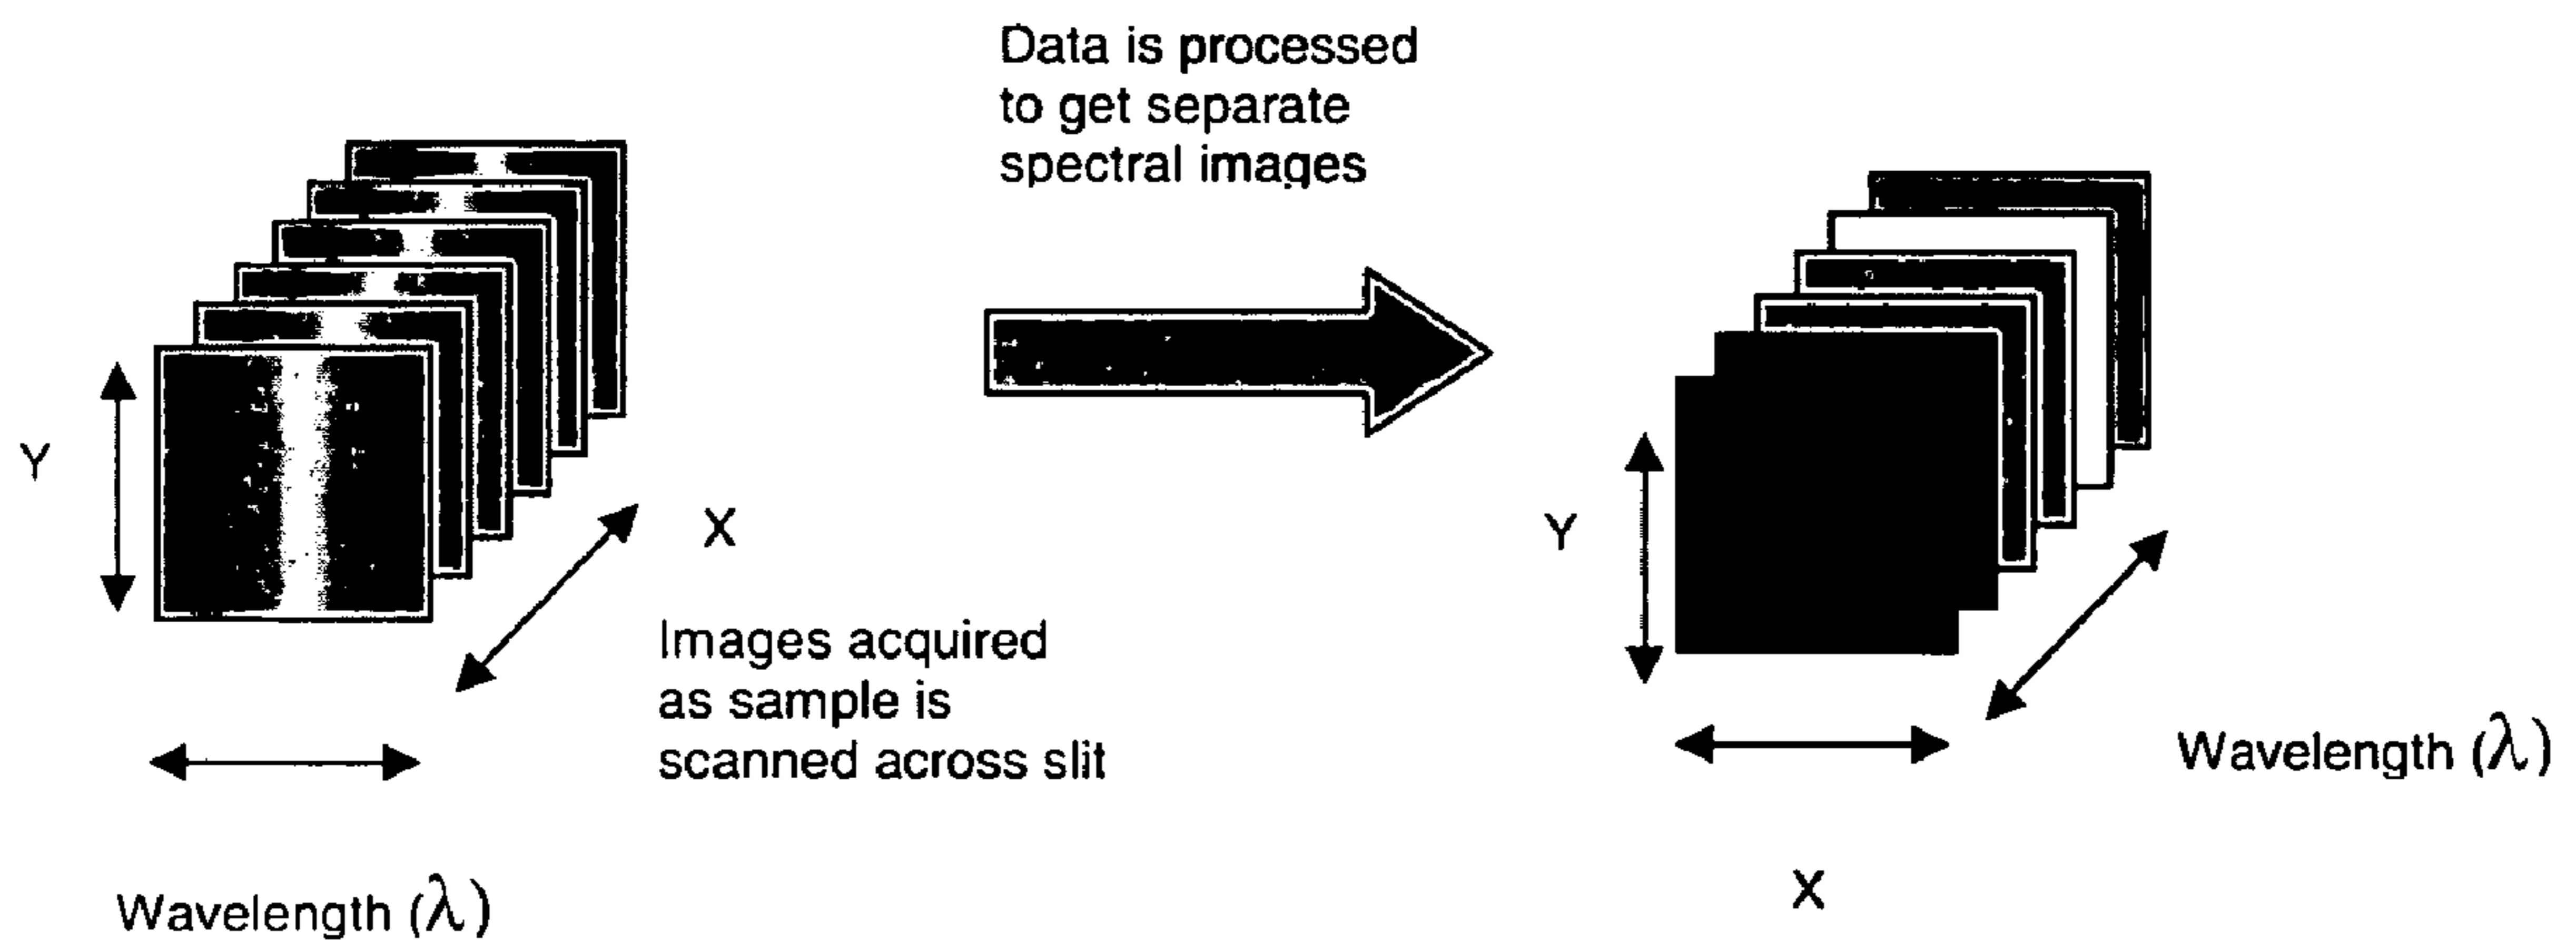 Data is processed
to get separate
spectral images
Y
X
Images acquired
as sample is
scanned across slit
Wavelength (λ)
Y
X
Wavelength (λ)